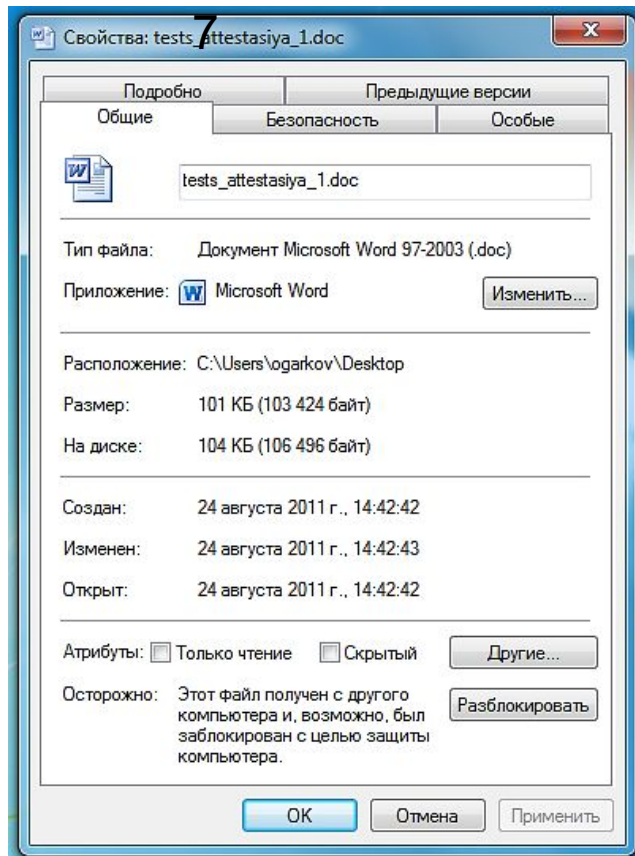 7
Свойства: tests_attestasiya_1.doc
Подробно
Предыдущие версии
Общие
Безопасность
Особые
tests_attestasiya_1.doc
Тип файла: Документ Microsoft Word 97-2003 (.doc)
Приложение: Microsoft Word
Изменить...
Расположение: C:\Users\ogarkov\Desktop
Размер: 101 КБ (103 424 байт)
На диске: 104 КБ (106 496 байт)
Создан: 24 августа 2011 г., 14:42:42
Изменен: 24 августа 2011 г., 14:42:43
Открыт: 24 августа 2011 г., 14:42:42
Атрибуты: Только чтение Скрытый Другие...
Осторожно: Этот файл получен с другого
компьютера и, возможно, был
заблокирован с целью защиты
компьютера.
Разблокировать
OK Отмена Применить